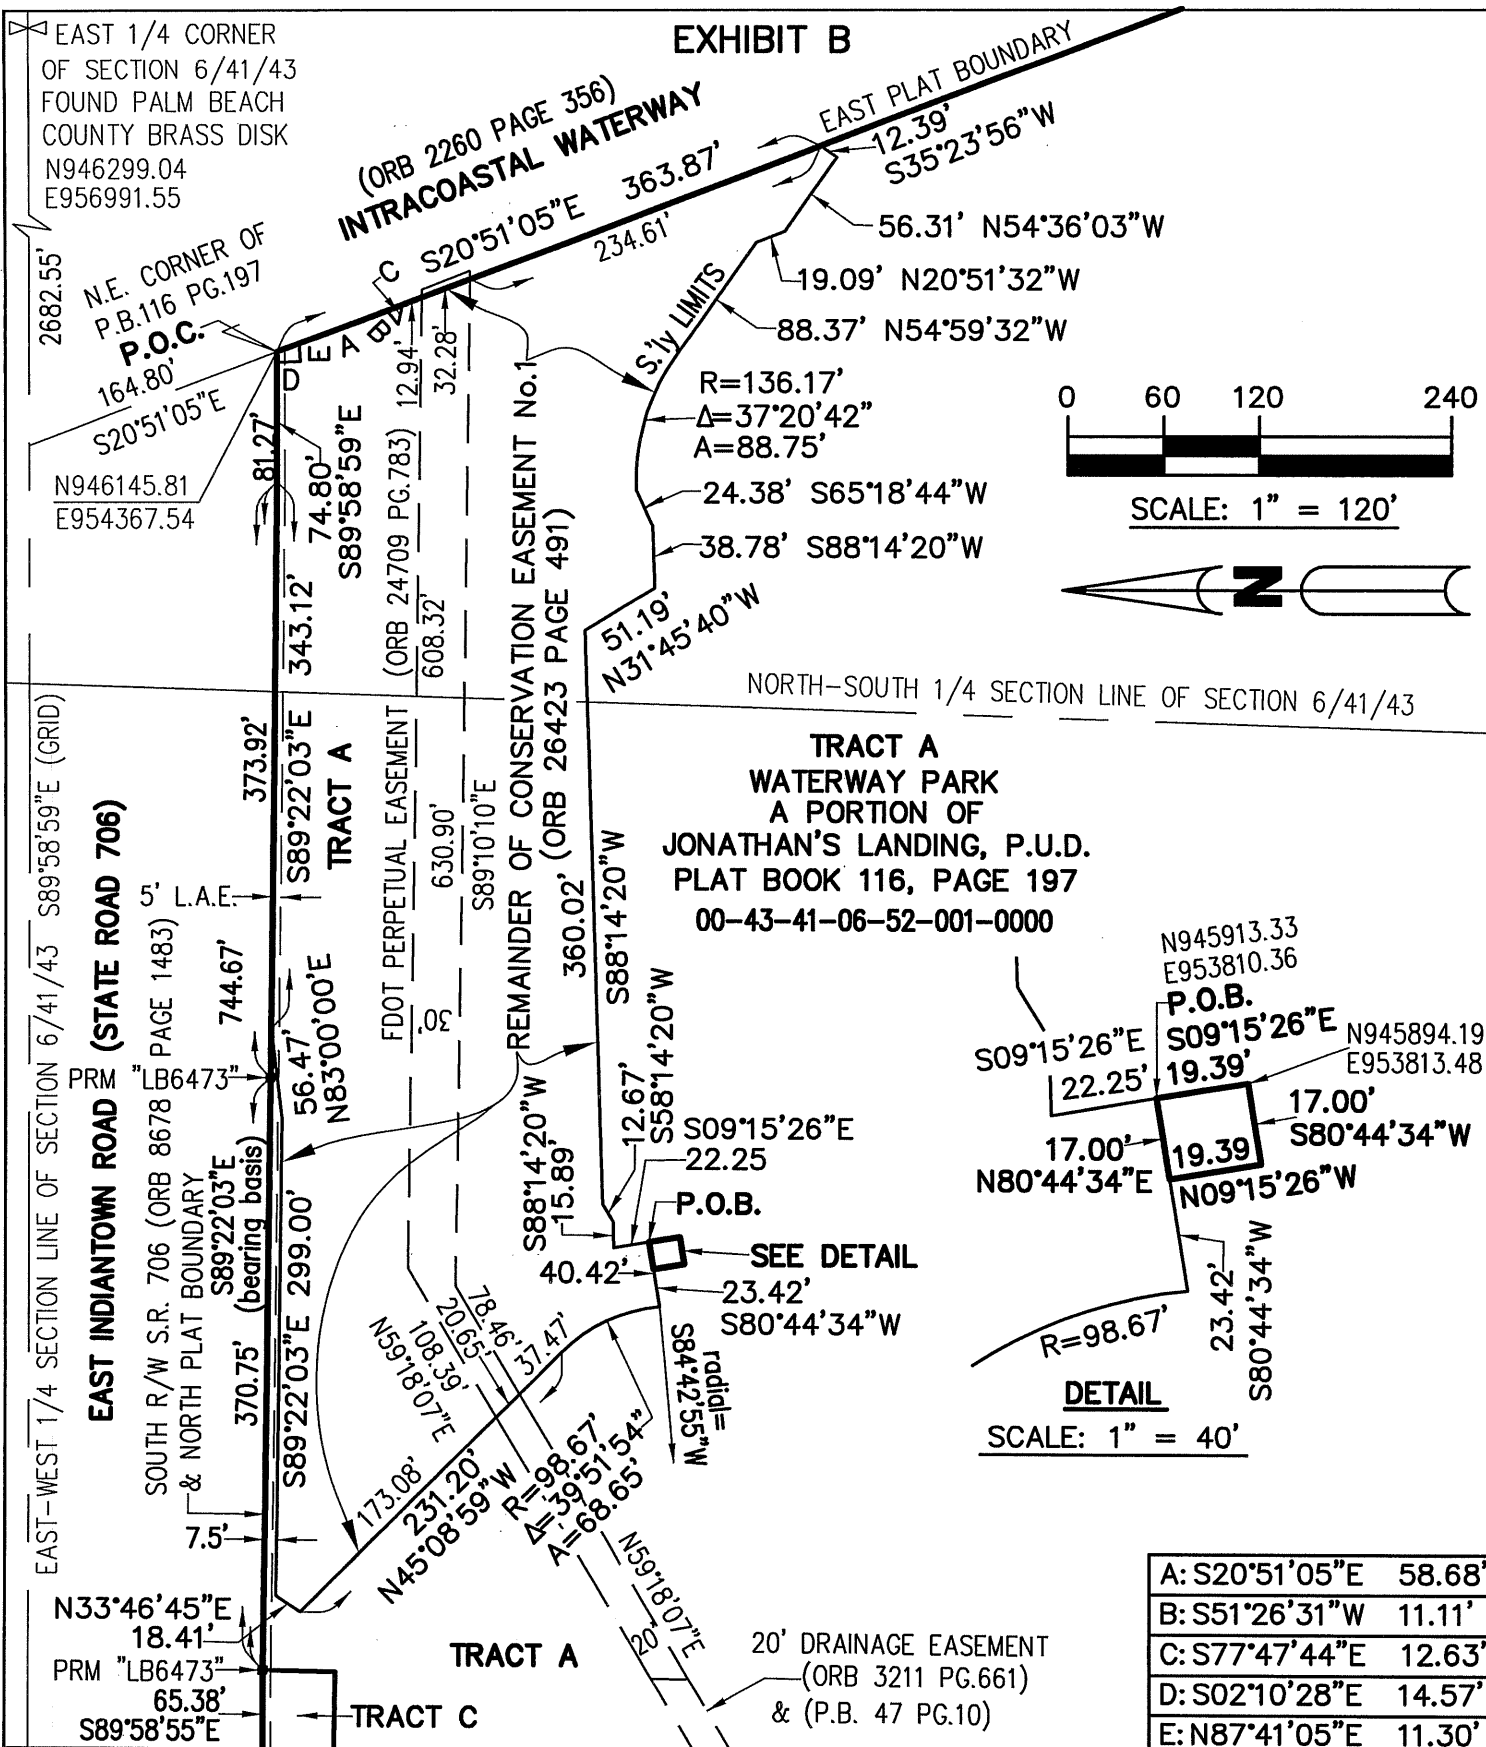 EXHIBIT B
EAST 1/4 CORNER
OF SECTION 6/41/43
FOUND PALM BEACH
COUNTY BRASS DISK
N946299.04
E956991.55
2682.55'
(ORB 2260 PAGE 356)
INTRACOASTAL WATERWAY
EAST PLAT BOUNDARY
12.39'
S35°23'56"W
S20°51'05"E 363.87'
234.61'
56.31' N54°36'03"W
19.09' N20°51'32"W
88.37' N54°59'32"W
S.'ly LIMITS
N.E. CORNER OF
P.B.116 PG.197
P.O.C.
164.80'
S20°51'05"E
N946145.81
E954367.54
C
B
A
E
D
12.94'
32.28'
81.27'
74.80'
S89°58'59"E
R=136.17'
Δ=37°20'42"
A=88.75'
24.38' S65°18'44"W
38.78' S88°14'20"W
51.19'
N31°45'40"W
0 60 120 240
SCALE: 1" = 120'
N
NORTH-SOUTH 1/4 SECTION LINE OF SECTION 6/41/43
343.12'
373.92'
S89°22'03"E
TRACT A
FDOT PERPETUAL EASEMENT (ORB 24709 PG.783)
608.32'
630.90'
S89°10'10"E
30'
REMAINDER OF CONSERVATION EASEMENT No.1
(ORB 26423 PAGE 491)
360.02'
S88°14'20"W
TRACT A
WATERWAY PARK
A PORTION OF
JONATHAN'S LANDING, P.U.D.
PLAT BOOK 116, PAGE 197
00-43-41-06-52-001-0000
EAST-WEST 1/4 SECTION LINE OF SECTION 6/41/43 S89°58'59"E (GRID)
EAST INDIANTOWN ROAD (STATE ROAD 706)
5' L.A.E.
744.67'
SOUTH R/W S.R. 706 (ORB 8678 PAGE 1483)
& NORTH PLAT BOUNDARY
PRM "LB6473"
56.47'
N83°00'00"E
S89°22'03"E
(bearing basis)
370.75'
S89°22'03"E 299.00'
7.5'
12.67'
S58°14'20"W
S88°14'20"W
15.89'
S09°15'26"E
22.25
P.O.B.
SEE DETAIL
40.42'
23.42'
S80°44'34"W
radial=
S84°42'55"W
78.46'
20.65'
108.39'
N59°18'07"E
37.47'
173.08'
231.20'
N45°08'59"W
R=98.67'
Δ=39°51'54"
A=68.65'
N59°18'07"E
20'
20' DRAINAGE EASEMENT
(ORB 3211 PG.661)
& (P.B. 47 PG.10)
N33°46'45"E
18.41'
PRM "LB6473"
65.38'
S89°58'55"E
TRACT A
TRACT C
N945913.33
E953810.36
P.O.B.
S09°15'26"E
19.39'
S09°15'26"E
22.25'
N945894.19
E953813.48
17.00'
S80°44'34"W
17.00'
N80°44'34"E
19.39
N09°15'26"W
23.42'
S80°44'34"W
R=98.67'
DETAIL
SCALE: 1" = 40'
A: S20°51'05"E 58.68'
B: S51°26'31"W 11.11'
C: S77°47'44"E 12.63'
D: S02°10'28"E 14.57'
E: N87°41'05"E 11.30'